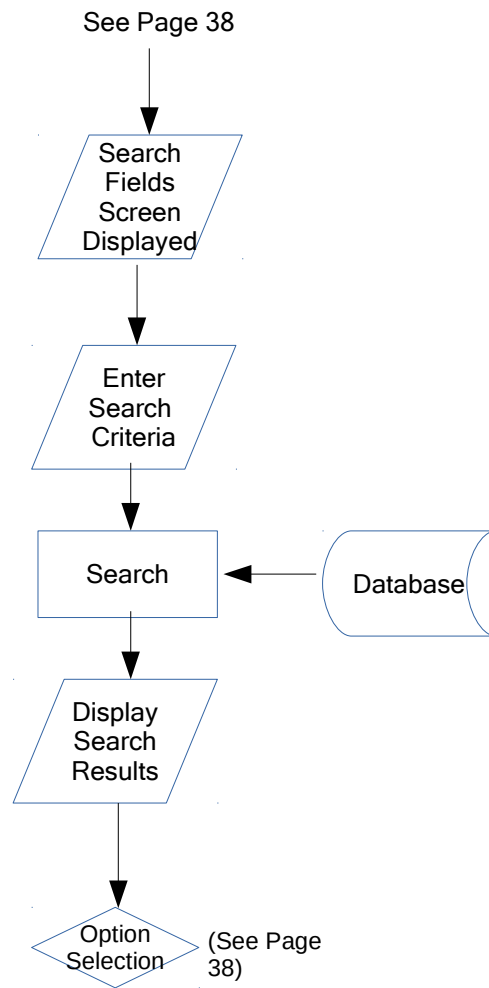 See Page 38
Search
Fields
Screen
Displayed
Enter
Search
Criteria
Search
Database
Display
Search
Results
Option
Selection
(See Page
38)